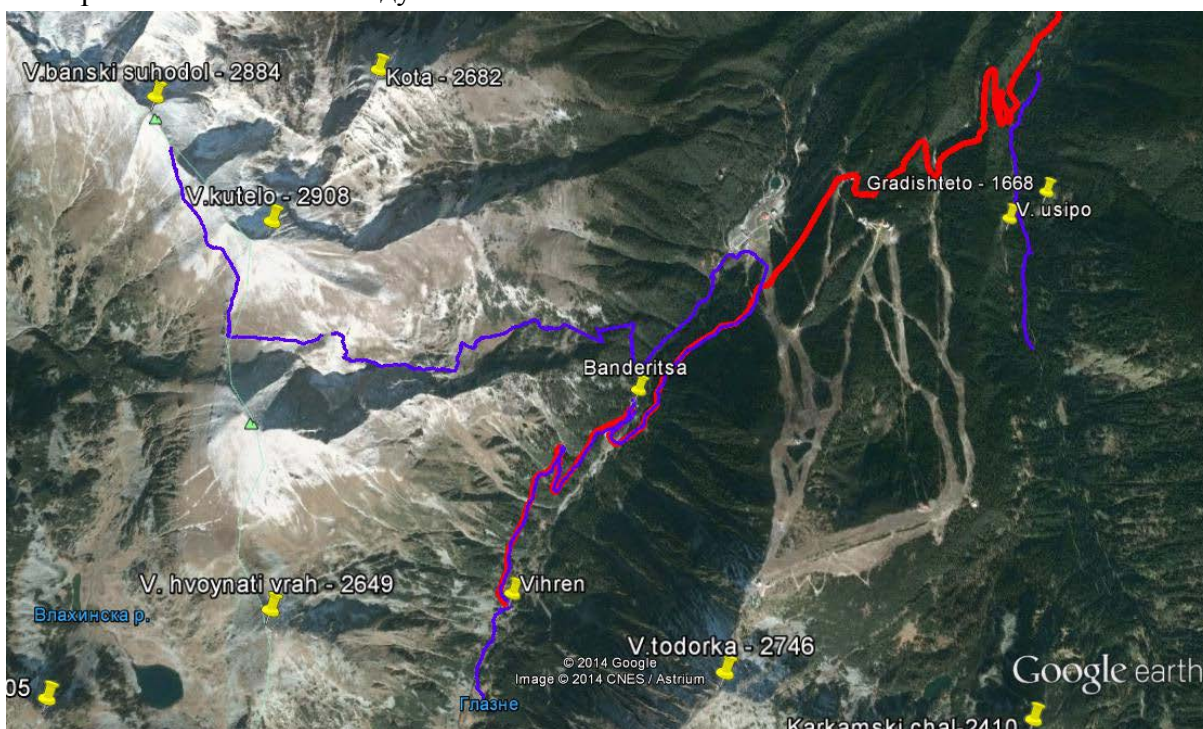 V.banski suhodol - 2884
Kota - 2682
V.kutelo - 2908
Gradishteto - 1668
V. usipo
Banderitsa
V. hvoynati vrah - 2649
Vihren
Влахинска р.
V.todorka - 2746
© 2014 Google
Image © 2014 CNES / Astrium
Google earth
05
Глазне
Karkamski chal-2410